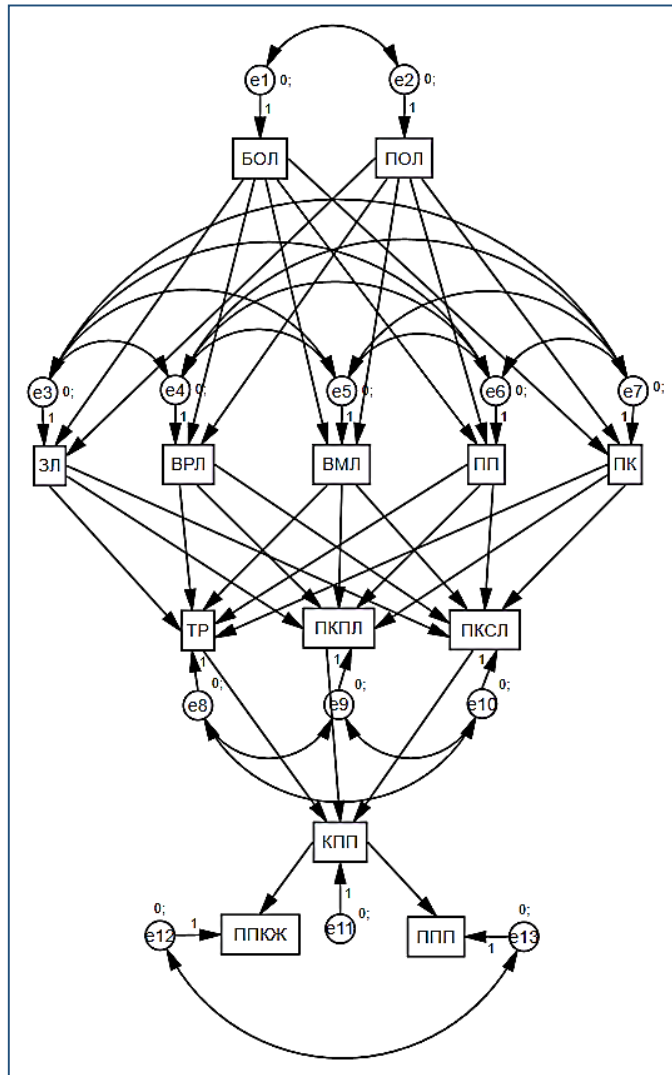 e1 0; e2 0;
1 1
БОЛ ПОЛ
e3 0; e4 0; e5 0; e6 0; e7 0;
1 1 1 1 1
ЗЛ ВРЛ ВМЛ ПП ПК
ТР ПКПЛ ПКСЛ
1 1 1
0; 0; 0;
e8 e9 e10
КПП
1
0; 0; 0;
e12 1 ППКЖ e11 ППП 1 e13